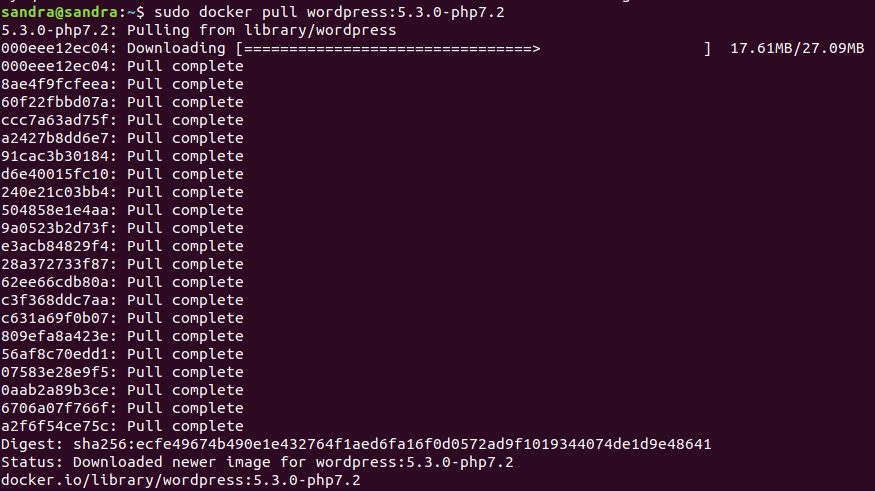 sandra@sandra:~$ sudo docker pull wordpress:5.3.0-php7.2
5.3.0-php7.2: Pulling from library/wordpress
000eee12ec04: Downloading [================================>                  ]  17.61MB/27.09MB
000eee12ec04: Pull complete
8ae4f9fcfeea: Pull complete
60f22fbbd07a: Pull complete
ccc7a63ad75f: Pull complete
a2427b8dd6e7: Pull complete
91cac3b30184: Pull complete
d6e40015fc10: Pull complete
240e21c03bb4: Pull complete
504858e1e4aa: Pull complete
9a0523b2d73f: Pull complete
e3acb84829f4: Pull complete
28a372733f87: Pull complete
62ee66cdb80a: Pull complete
c3f368ddc7aa: Pull complete
c631a69f0b07: Pull complete
809efa8a423e: Pull complete
56af8c70edd1: Pull complete
07583e28e9f5: Pull complete
0aab2a89b3ce: Pull complete
6706a07f766f: Pull complete
a2f6f54ce75c: Pull complete
Digest: sha256:ecfe49674b490e1e432764f1aed6fa16f0d0572ad9f1019344074de1d9e48641
Status: Downloaded newer image for wordpress:5.3.0-php7.2
docker.io/library/wordpress:5.3.0-php7.2